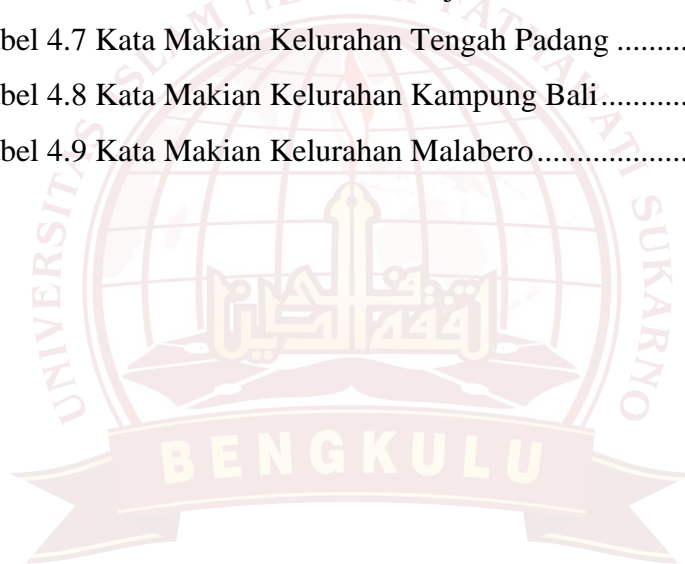 bel 4.7 Kata Makian Kelurahan Tengah Padang .........
bel 4.8 Kata Makian Kelurahan Kampung Bali...........
bel 4.9 Kata Makian Kelurahan Malabero...................
UNIVERSITAS
SUKARNO
BENGKULU